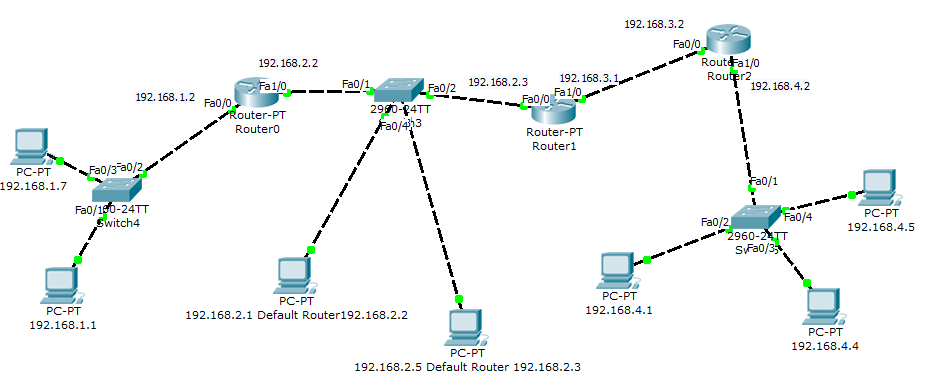 192.168.3.2
Fa0/0
Fa1/0
Router2
192.168.4.2
192.168.2.2
Fa1/0
Fa0/1
Fa0/2
192.168.2.3
192.168.3.1
192.168.1.2
Fa0/0
Router-PT
Router0
2960-24TT
Fa0/4
Fa0/0
Fa1/0
Router-PT
Router1
Fa0/3
Fa0/2
PC-PT
192.168.1.7
Fa0/1
Switch4
Fa0/1
Fa0/2
Fa0/4
2960-24TT
Fa0/3
PC-PT
192.168.4.5
PC-PT
192.168.1.1
PC-PT
192.168.2.1 Default Router192.168.2.2
PC-PT
192.168.4.1
PC-PT
192.168.4.4
PC-PT
192.168.2.5 Default Router 192.168.2.3